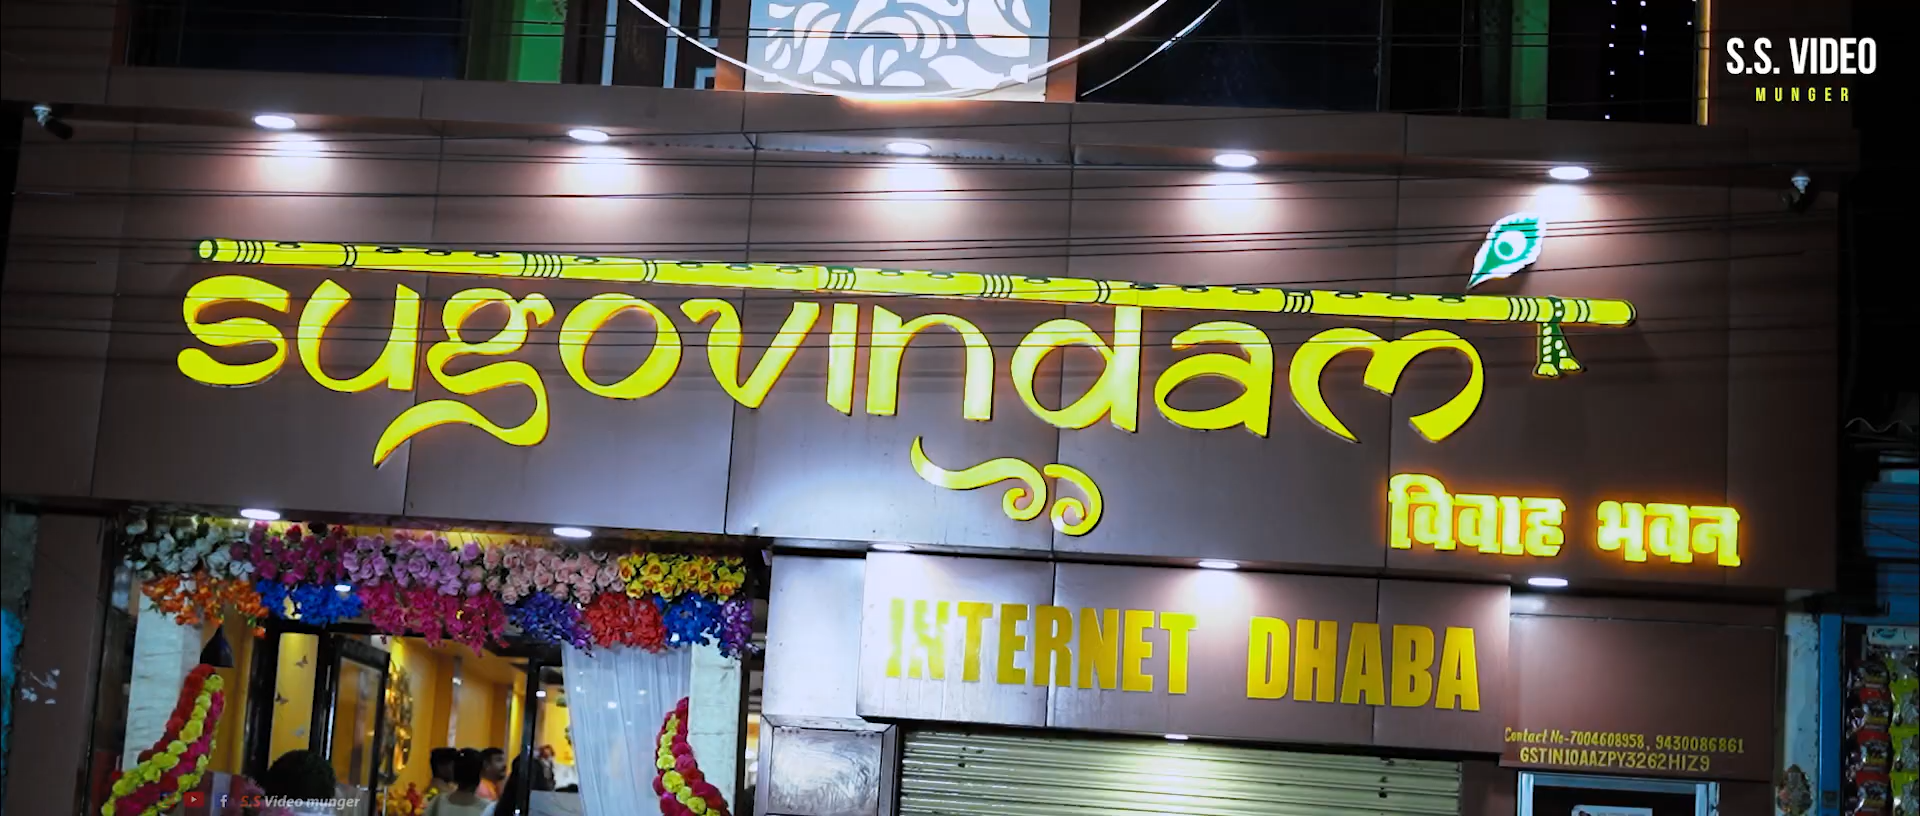 S.S. VIDEO
MUNGER
sugovindam
विवाह भवन
INTERNET DHABA
Contact No-7004608958, 9430086861
GSTIN10AAZPY3262H1Z9
S.S Video munger